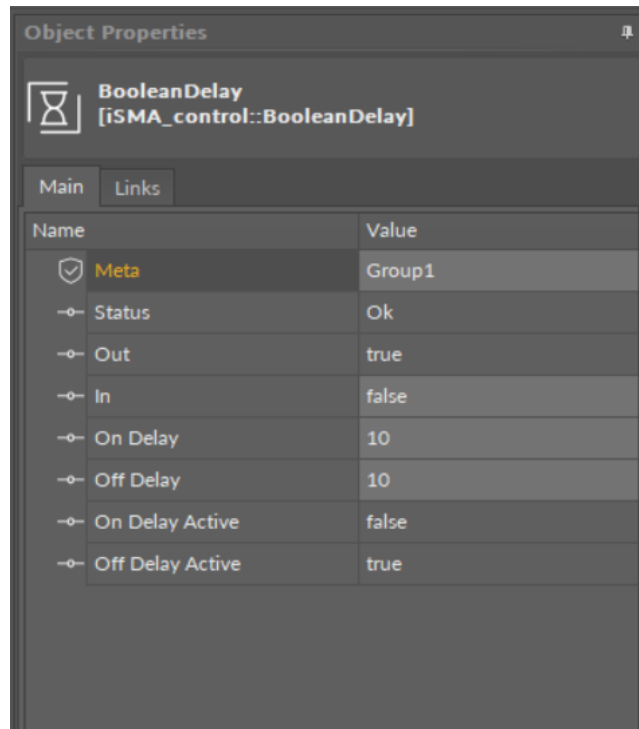 Object Properties
BooleanDelay
[iSMA_control::BooleanDelay]
Main Links
Name Value
Meta Group1
Status Ok
Out true
In false
On Delay 10
Off Delay 10
On Delay Active false
Off Delay Active true